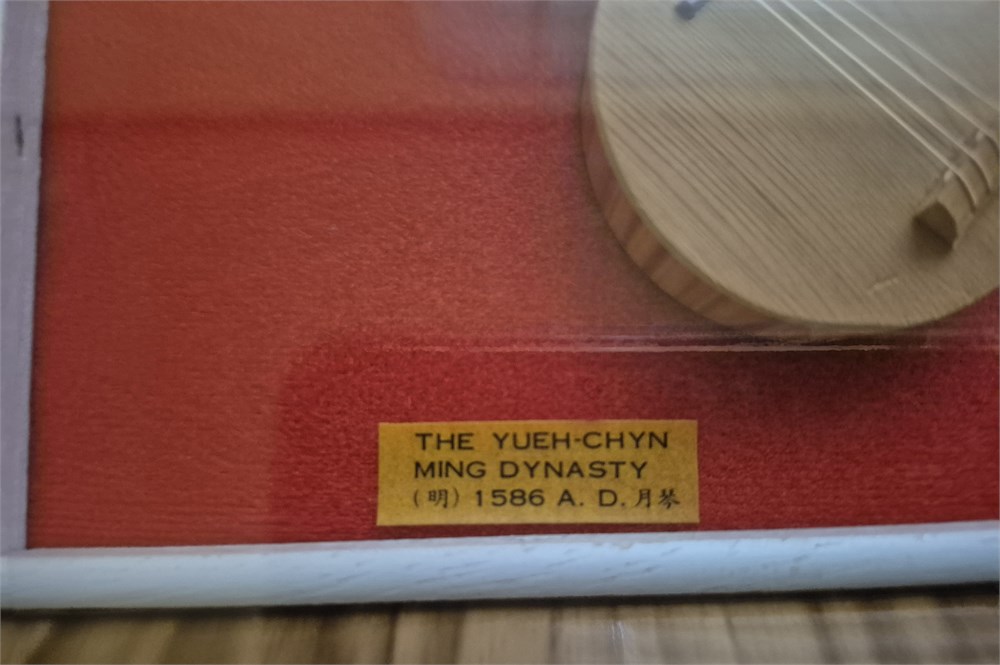 THE YUEH-CHYN
MING DYNASTY
(明) 1586 A. D. 月琴